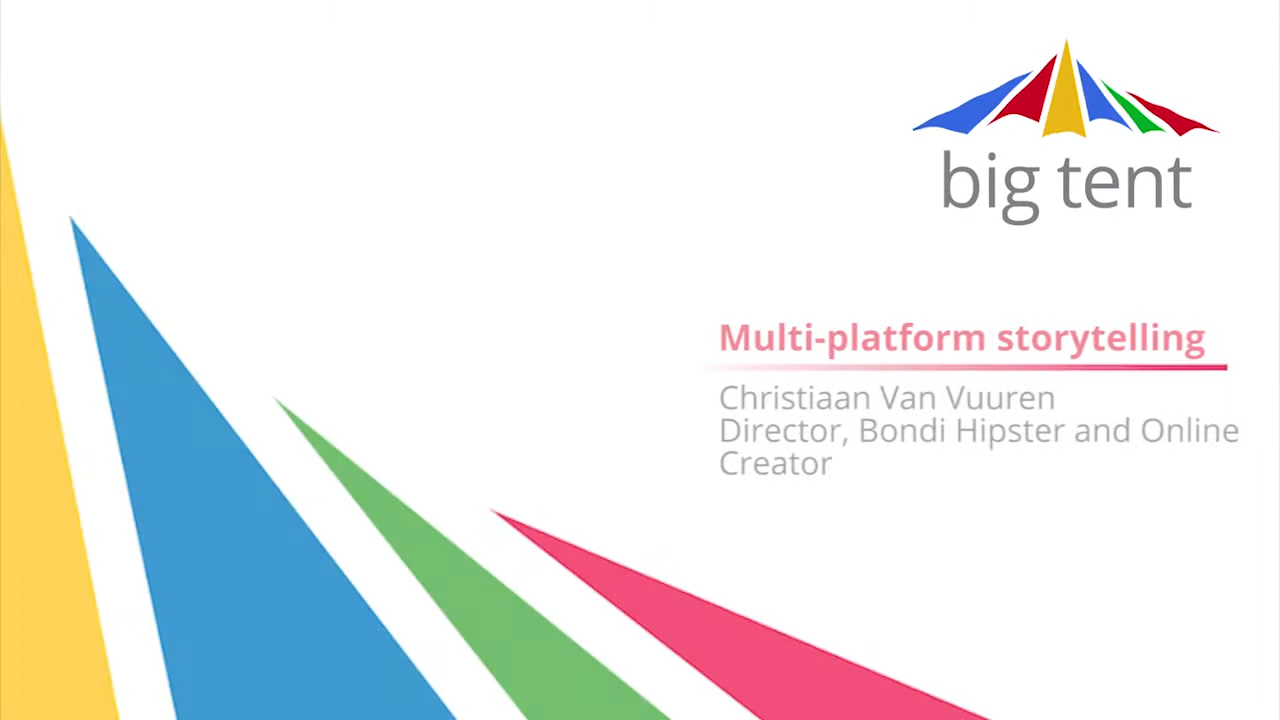 big tent
Multi-platform storytelling
Christiaan Van Vuuren
Director, Bondi Hipster and Online
Creator